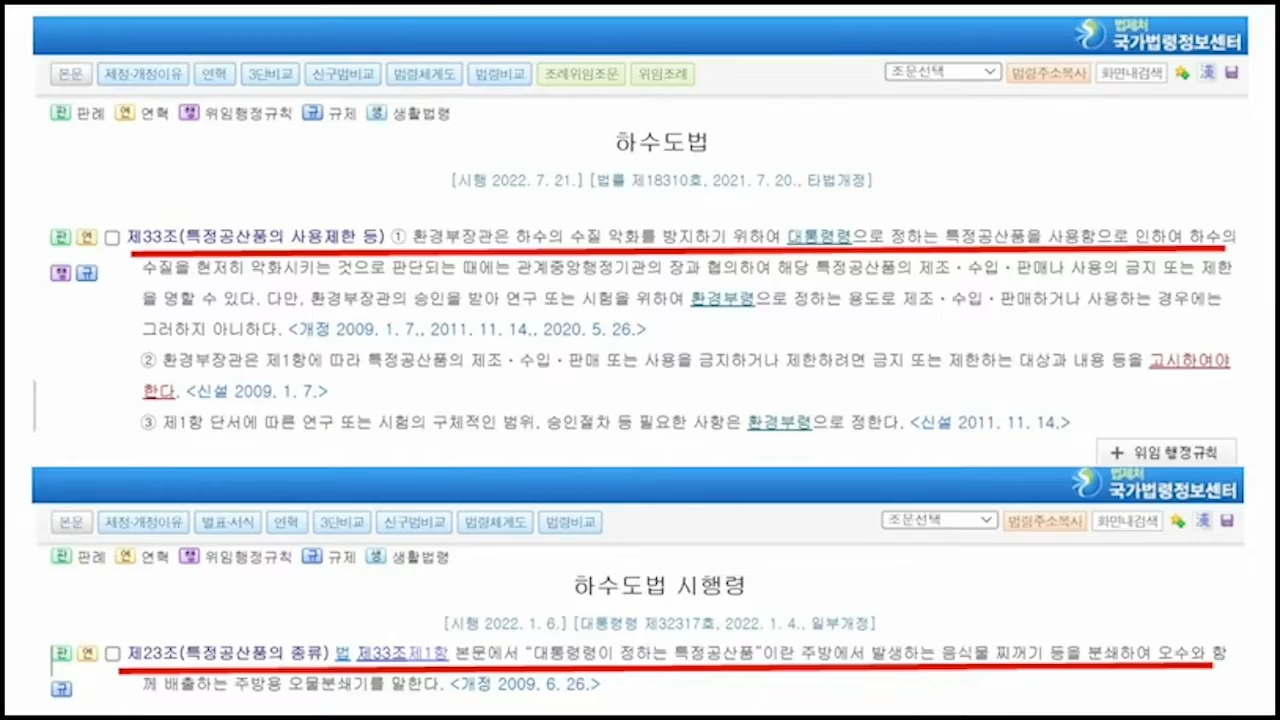 법제처
국가법령정보센터
본문 제정·개정이유 연혁 3단비교 신구법비교 법령체계도 법령비교 조례위임조문 위임조례 조문선택 법령주소복사 화면내검색 漢
판 판례 연 연혁 행 위임행정규칙 규 규제 생 생활법령
하수도법
[시행 2022. 7. 21.] [법률 제18310호, 2021. 7. 20., 타법개정]
판 연 제33조(특정공산품의 사용제한 등) ① 환경부장관은 하수의 수질 악화를 방지하기 위하여 대통령령으로 정하는 특정공산품을 사용함으로 인하여 하수의
행 규 수질을 현저히 악화시키는 것으로 판단되는 때에는 관계중앙행정기관의 장과 협의하여 해당 특정공산품의 제조·수입·판매나 사용의 금지 또는 제한
을 명할 수 있다. 다만, 환경부장관의 승인을 받아 연구 또는 시험을 위하여 환경부령으로 정하는 용도로 제조·수입·판매하거나 사용하는 경우에는
그러하지 아니하다. <개정 2009. 1. 7., 2011. 11. 14., 2020. 5. 26.>
② 환경부장관은 제1항에 따라 특정공산품의 제조·수입·판매 또는 사용을 금지하거나 제한하려면 금지 또는 제한하는 대상과 내용 등을 고시하여야
한다. <신설 2009. 1. 7.>
③ 제1항 단서에 따른 연구 또는 시험의 구체적인 범위, 승인절차 등 필요한 사항은 환경부령으로 정한다. <신설 2011. 11. 14.>
+ 위임 행정규칙
법제처
국가법령정보센터
본문 제정·개정이유 별표·서식 연혁 3단비교 신구법비교 법령체계도 법령비교 조문선택 법령주소복사 화면내검색 漢
판 판례 연 연혁 행 위임행정규칙 규 규제 생 생활법령
하수도법 시행령
[시행 2022. 1. 6.] [대통령령 제32317호, 2022. 1. 4., 일부개정]
판 연 제23조(특정공산품의 종류) 법 제33조제1항 본문에서 “대통령령이 정하는 특정공산품”이란 주방에서 발생하는 음식물 찌꺼기 등을 분쇄하여 오수와 함
규 께 배출하는 주방용 오물분쇄기를 말한다. <개정 2009. 6. 26.>